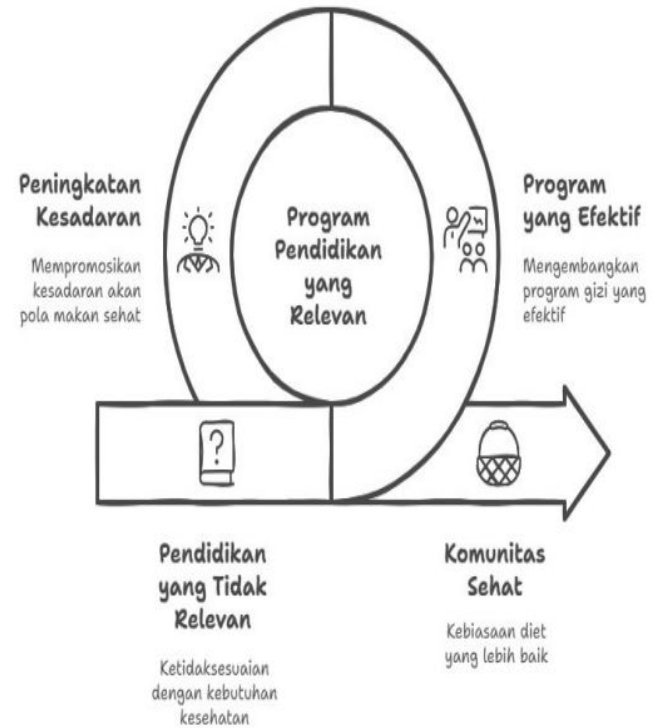 Peningkatan
Kesadaran
Mempromosikan
kesadaran akan
pola makan sehat
Program
Pendidikan
yang
Relevan
Program
yang Efektif
Mengembangkan
program gizi yang
efektif
?
Pendidikan
yang Tidak
Relevan
Ketidaksesuaian
dengan kebutuhan
kesehatan
Komunitas
Sehat
Kebiasaan diet
yang lebih baik